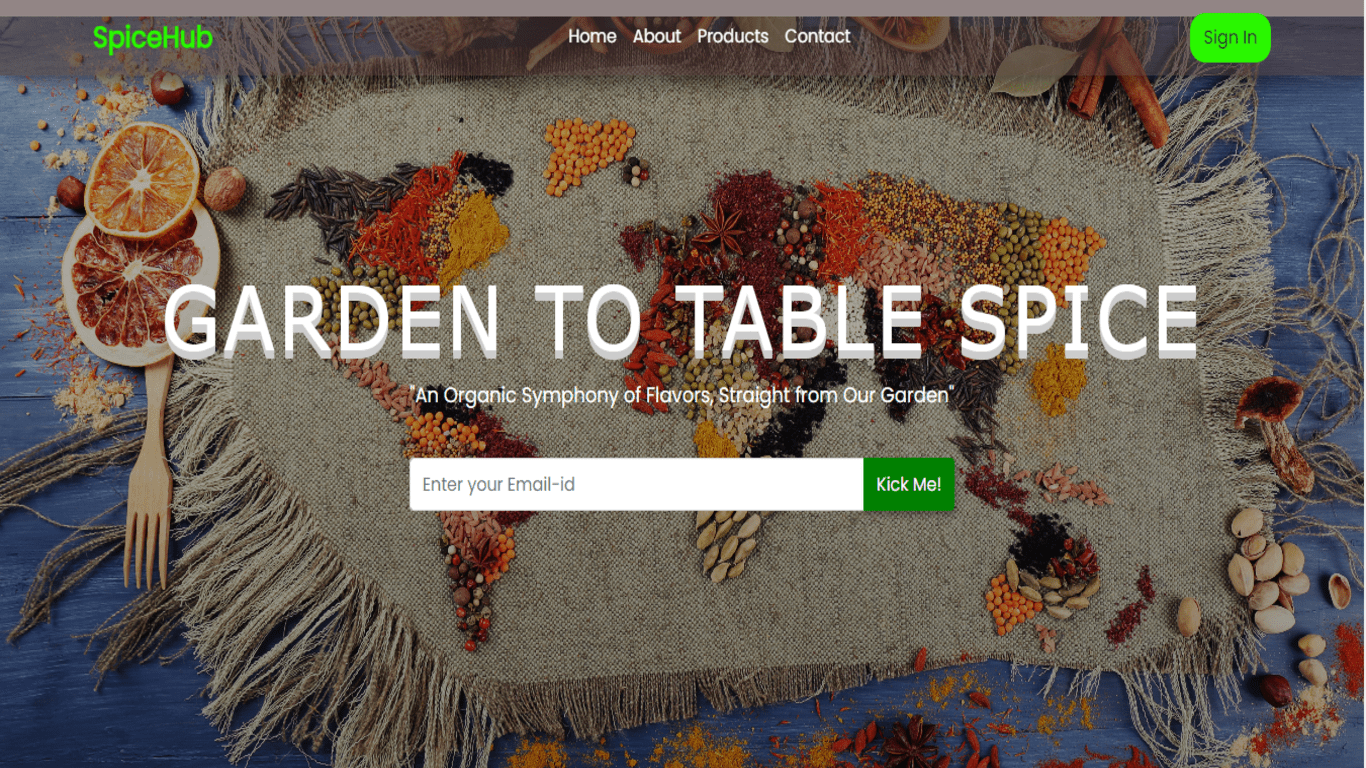 SpiceHub
Home About Products Contact
Sign In
GARDEN TO TABLE SPICE
"An Organic Symphony of Flavors, Straight from Our Garden"
Enter your Email-id
Kick Me!